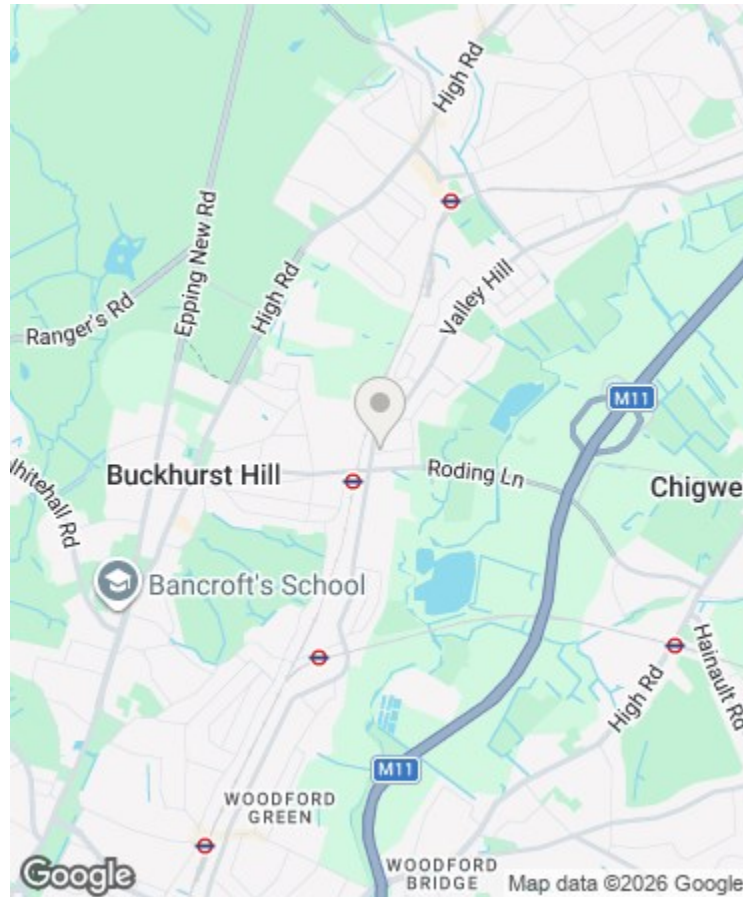 High Rd
Epping New Rd
High Rd
Valley Hill
Ranger's Rd
M11
Buckhurst Hill
Roding Ln
Chigwe
hitehall Rd
Bancroft's School
Hainault Rd
High Rd
M11
WOODFORD
GREEN
WOODFORD
BRIDGE
Google
Map data ©2026 Google